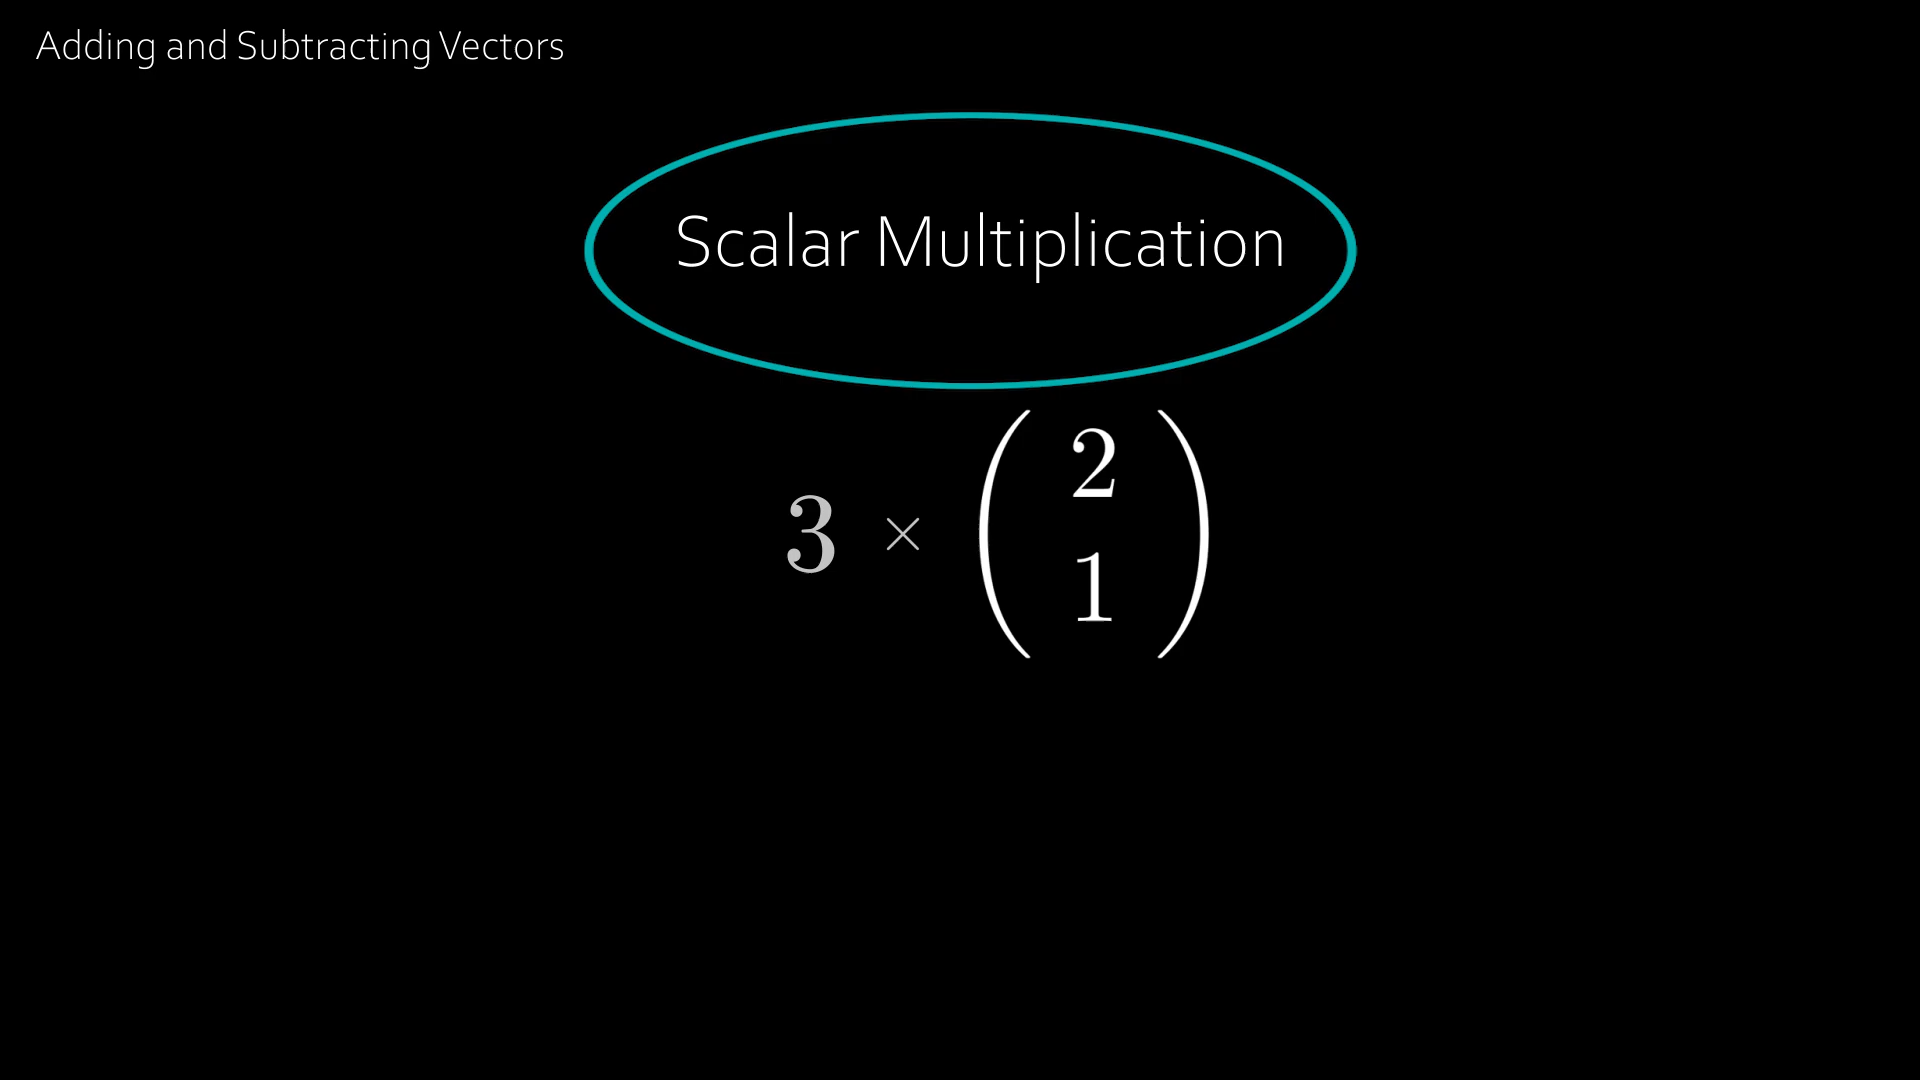 Adding and Subtracting Vectors
Scalar Multiplication
3 × ( 2
1 )